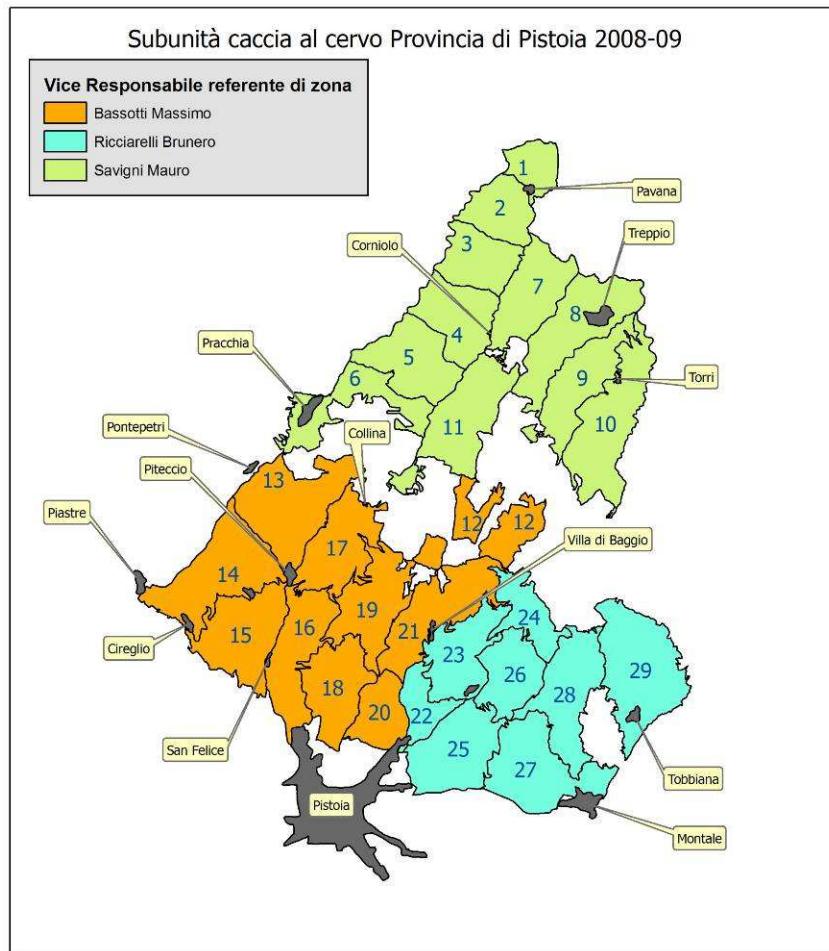 Subunità caccia al cervo Provincia di Pistoia 2008-09
Vice Responsabile referente di zona
Bassotti Massimo
Ricciarelli Brunero
Savigni Mauro
1
Pavana
2
Treppio
Corniolo
3
7
8
4
Pracchia
5
9
Torri
6
10
11
Collina
Pontepetri
13
Piteccio
12
12
Piastre
17
Villa di Baggio
14
19
24
16
21
15
23
29
Cireglio
26
28
18
20
22
San Felice
25
27
Tobbiana
Pistoia
Montale